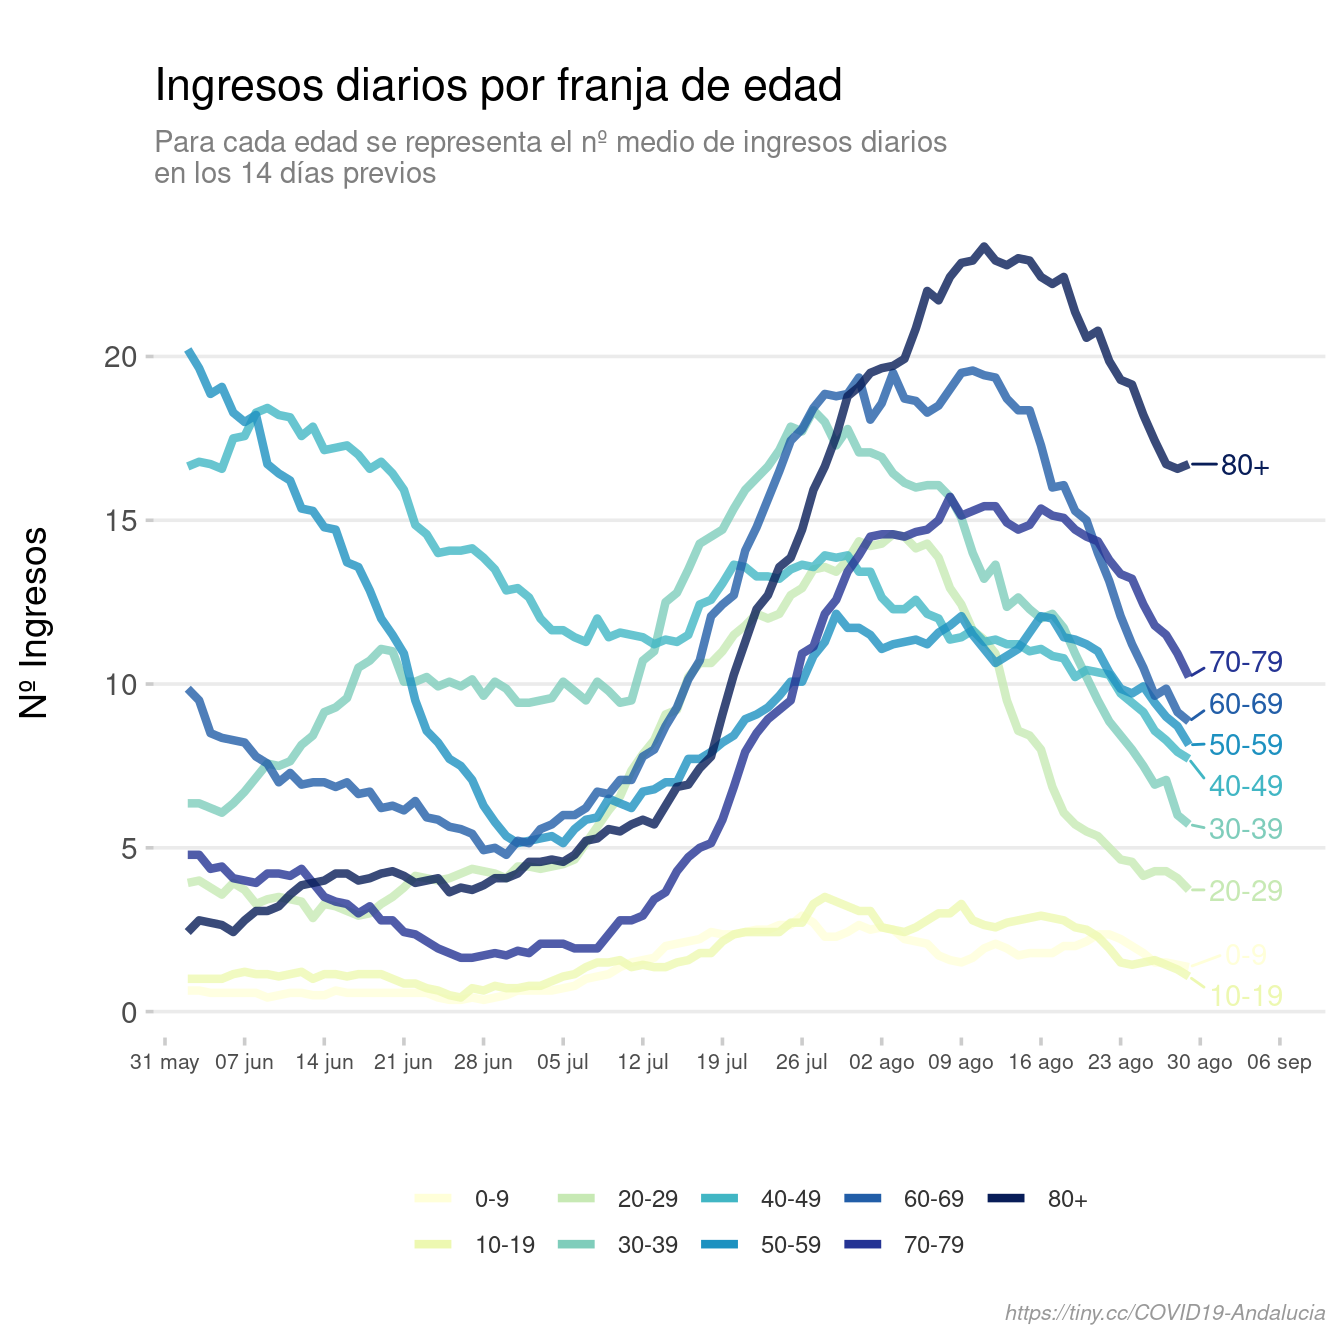 Ingresos diarios por franja de edad
Para cada edad se representa el nº medio de ingresos diarios
en los 14 días previos
Nº Ingresos
20
15
10
5
0
80+
70-79
60-69
50-59
40-49
30-39
20-29
0-9
10-19
31 may 07 jun 14 jun 21 jun 28 jun 05 jul 12 jul 19 jul 26 jul 02 ago 09 ago 16 ago 23 ago 30 ago 06 sep
0-9 20-29 40-49 60-69 80+
10-19 30-39 50-59 70-79
https://tiny.cc/COVID19-Andalucia